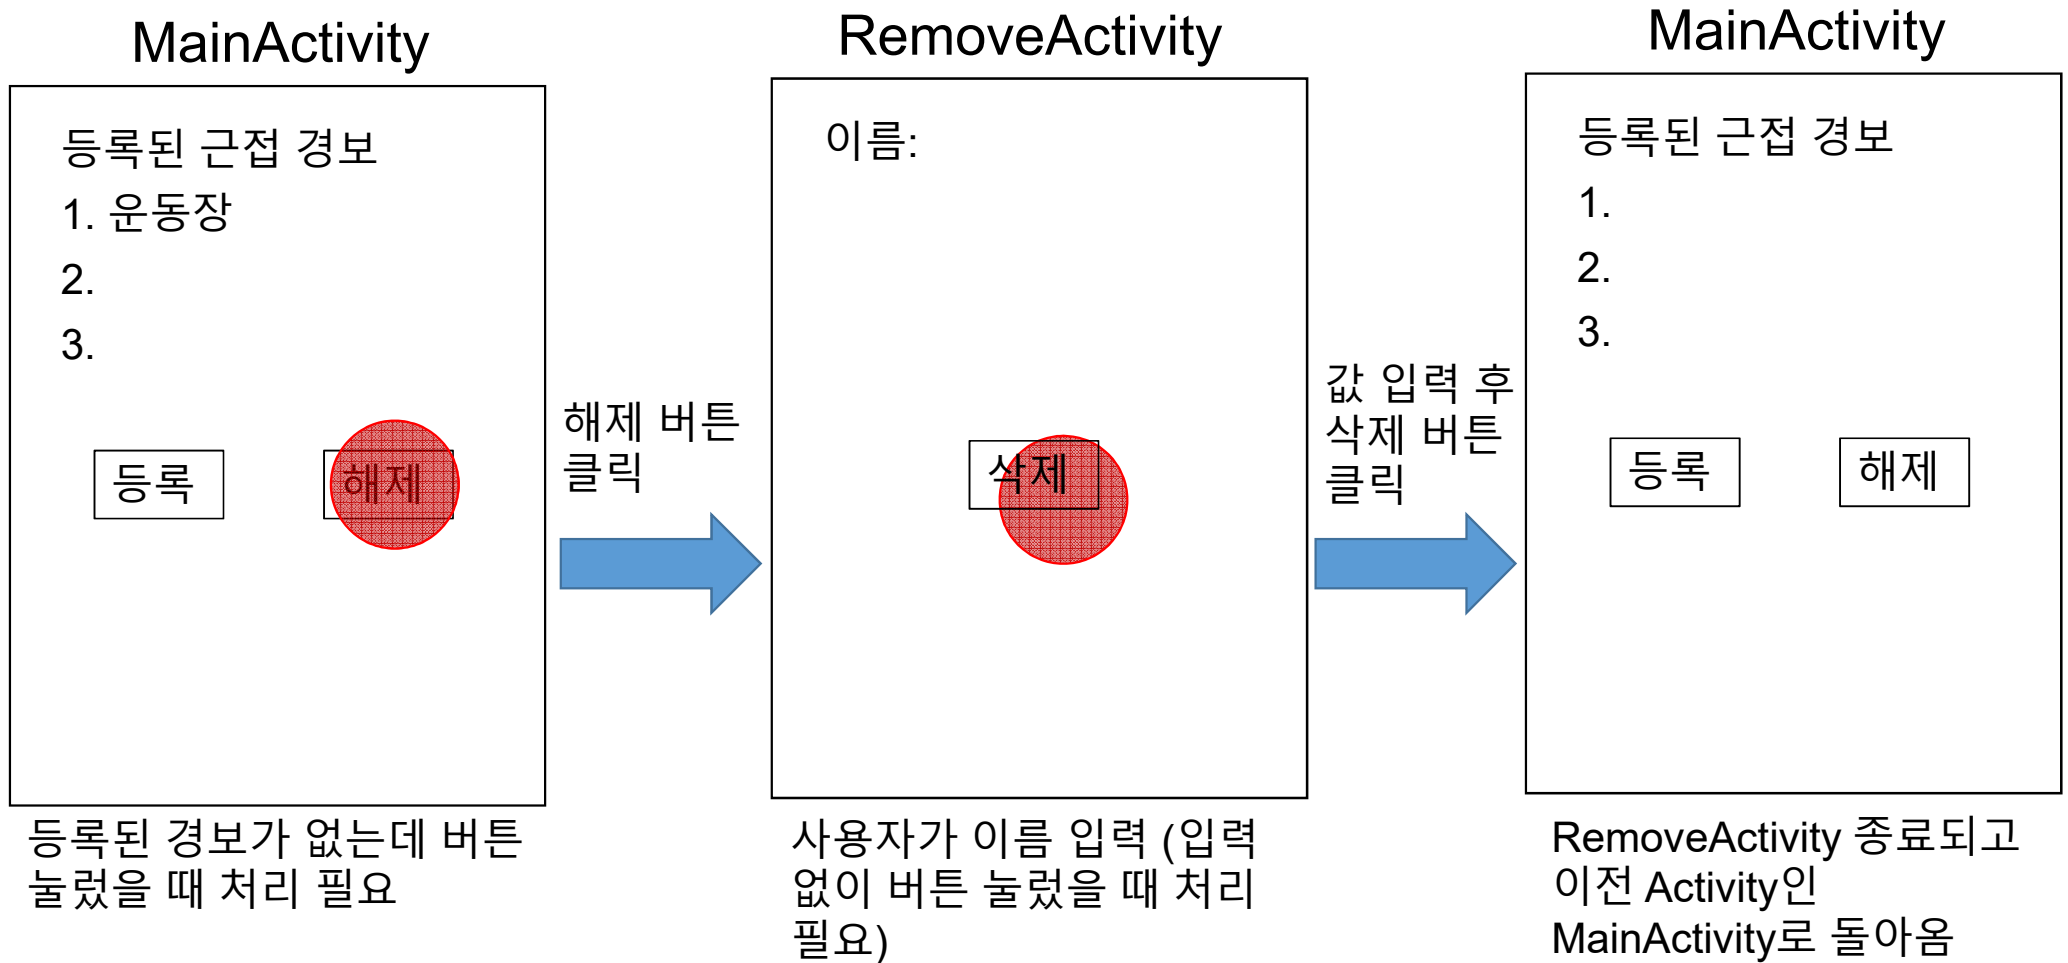 MainActivity
등록된 근접 경보
1. 운동장
2.
3.
등록
해제
등록된 경보가 없는데 버튼
눌렀을 때 처리 필요
해제 버튼
클릭
RemoveActivity
이름:
삭제
사용자가 이름 입력 (입력
없이 버튼 눌렀을 때 처리
필요)
값 입력 후
삭제 버튼
클릭
MainActivity
등록된 근접 경보
1.
2.
3.
등록
해제
RemoveActivity 종료되고
이전 Activity인
MainActivity로 돌아옴